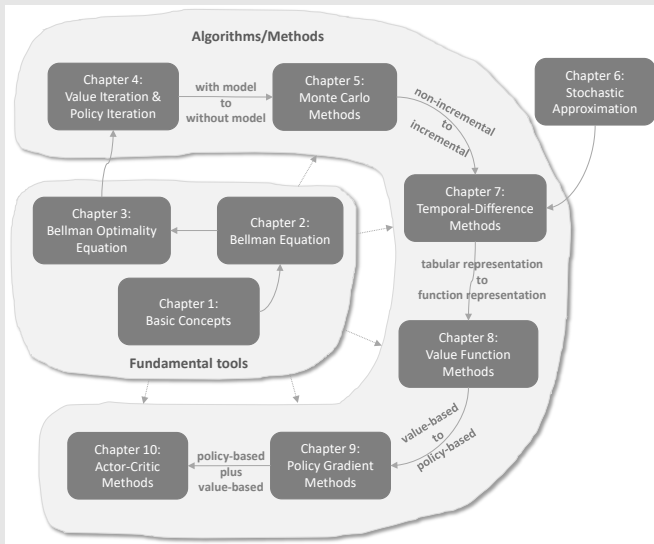 Algorithms/Methods
Chapter 4:
Value Iteration &
Policy Iteration
with model
to
without model
Chapter 5:
Monte Carlo
Methods
non-incremental
to
incremental
Chapter 6:
Stochastic
Approximation
Chapter 7:
Temporal-Difference
Methods
Chapter 3:
Bellman Optimality
Equation
Chapter 2:
Bellman Equation
Chapter 1:
Basic Concepts
Fundamental tools
tabular representation
to
function representation
Chapter 8:
Value Function
Methods
value-based
to
policy-based
Chapter 9:
Policy Gradient
Methods
policy-based
plus
value-based
Chapter 10:
Actor-Critic
Methods